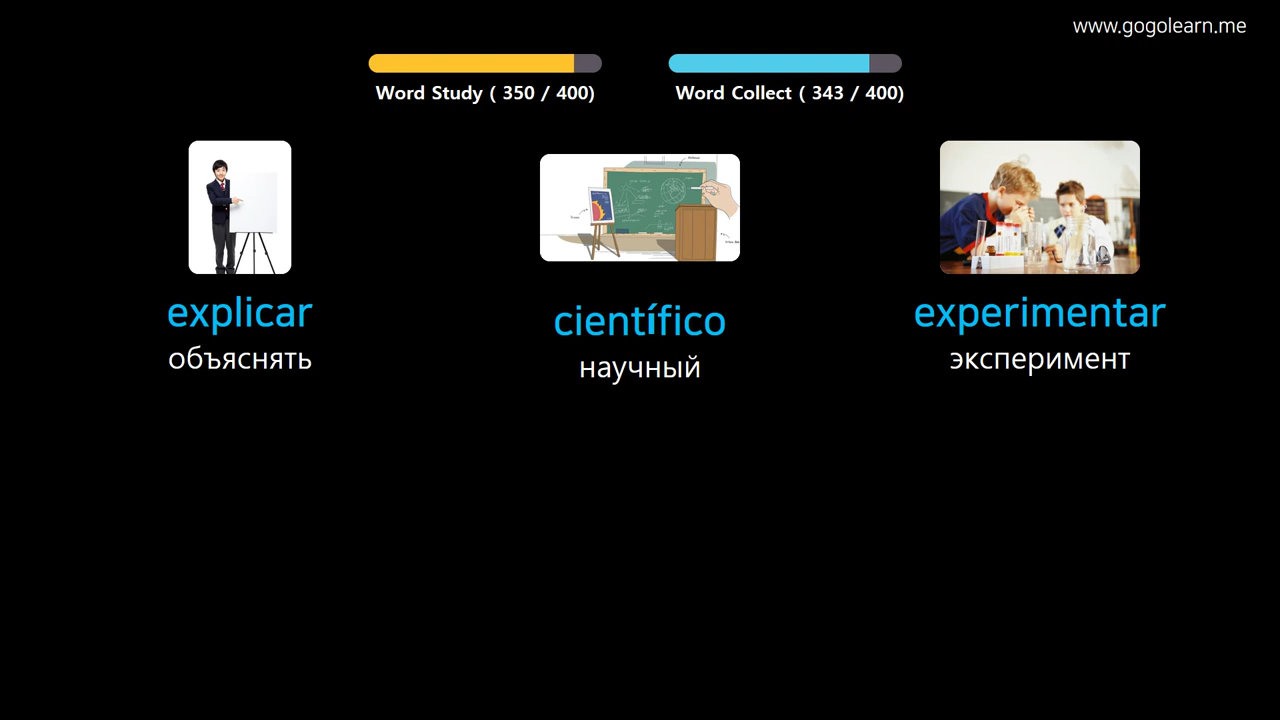 www.gogolearn.me
Word Study ( 350 / 400)
Word Collect ( 343 / 400)
explicar
объяснять
científico
научный
experimentar
эксперимент